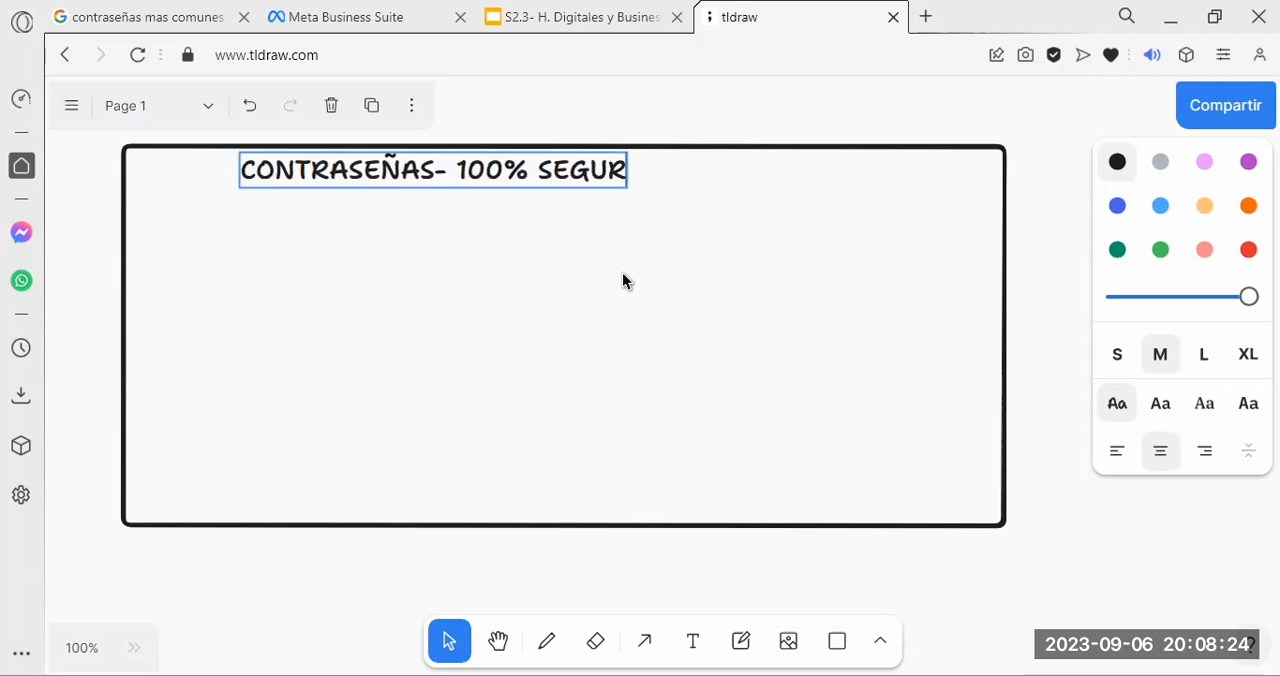 contraseñas mas comunes
Meta Business Suite
S2.3- H. Digitales y Busines
tldraw
www.tldraw.com
Page 1
Compartir
CONTRASEÑAS- 100% SEGUR
S M L XL
Aa Aa Aa Aa
100%
T
2023-09-06 20:08:24
?